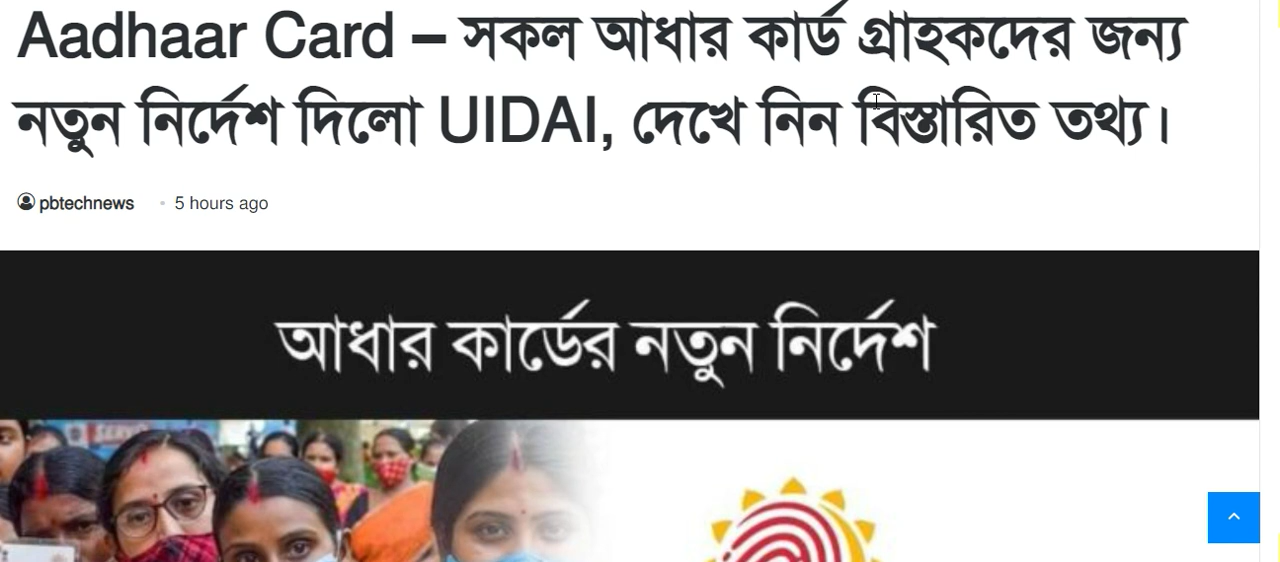 Aadhaar Card – সকল আধার কার্ড গ্রাহকদের জন্য
নতুন নির্দেশ দিলো UIDAI, দেখে নিন বিস্তারিত তথ্য।
pbtechnews • 5 hours ago
আধার কার্ডের নতুন নির্দেশ